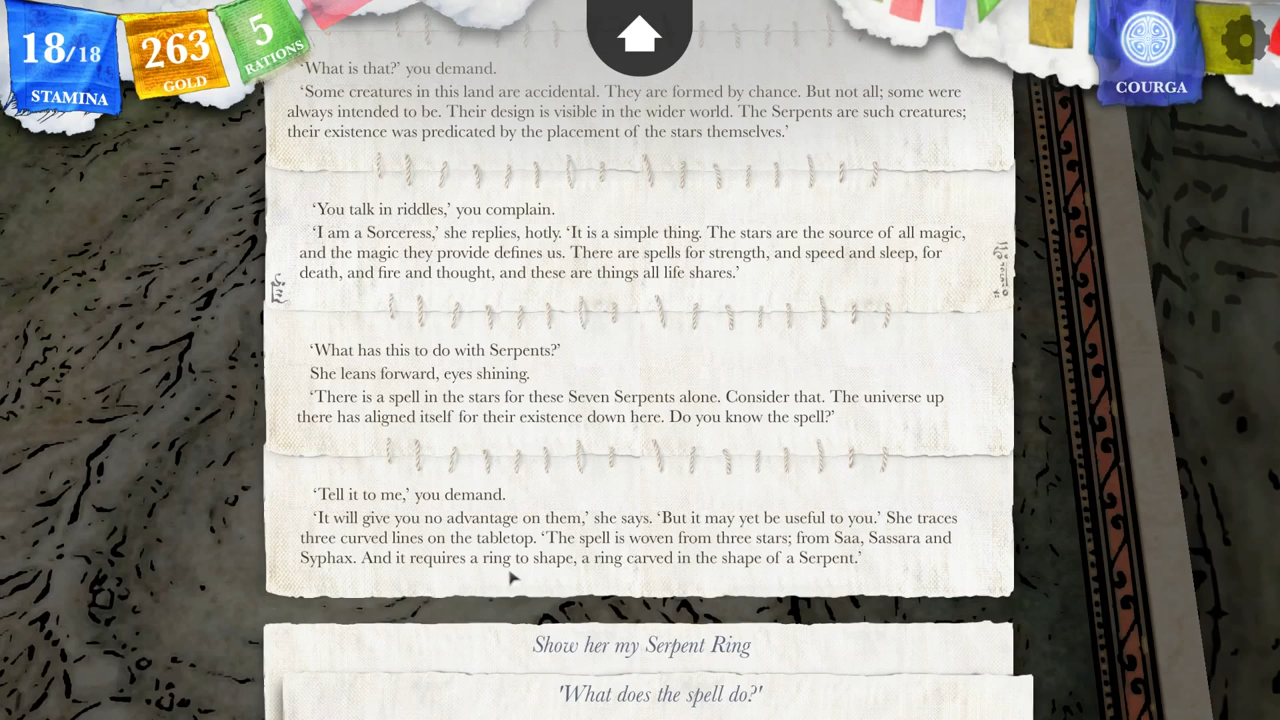 18/18
STAMINA
263
GOLD
5
RATIONS
COURGA
‘What is that?’ you demand.
‘Some creatures in this land are accidental. They are formed by chance. But not all; some were
always intended to be. Their design is visible in the wider world. The Serpents are such creatures;
their existence was predicated by the placement of the stars themselves.’
‘You talk in riddles,’ you complain.
‘I am a Sorceress,’ she replies, hotly. ‘It is a simple thing. The stars are the source of all magic,
and the magic they provide defines us. There are spells for strength, and speed and sleep, for
death, and fire and thought, and these are things all life shares.’
‘What has this to do with Serpents?’
She leans forward, eyes shining.
‘There is a spell in the stars for these Seven Serpents alone. Consider that. The universe up
there has aligned itself for their existence down here. Do you know the spell?’
‘Tell it to me,’ you demand.
‘It will give you no advantage on them,’ she says. ‘But it may yet be useful to you.’ She traces
three curved lines on the tabletop. ‘The spell is woven from three stars; from Saa, Sassara and
Syphax. And it requires a ring to shape, a ring carved in the shape of a Serpent.’
Show her my Serpent Ring
'What does the spell do?'